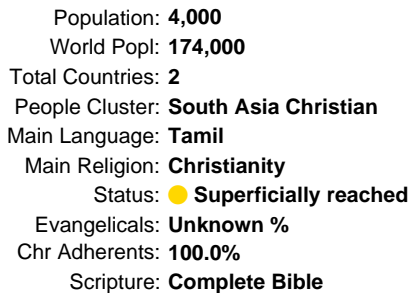 Population: 4,000
World Popl: 174,000
Total Countries: 2
People Cluster: South Asia Christian
Main Language: Tamil
Main Religion: Christianity
Status: Superficially reached
Evangelicals: Unknown %
Chr Adherents: 100.0%
Scripture: Complete Bible